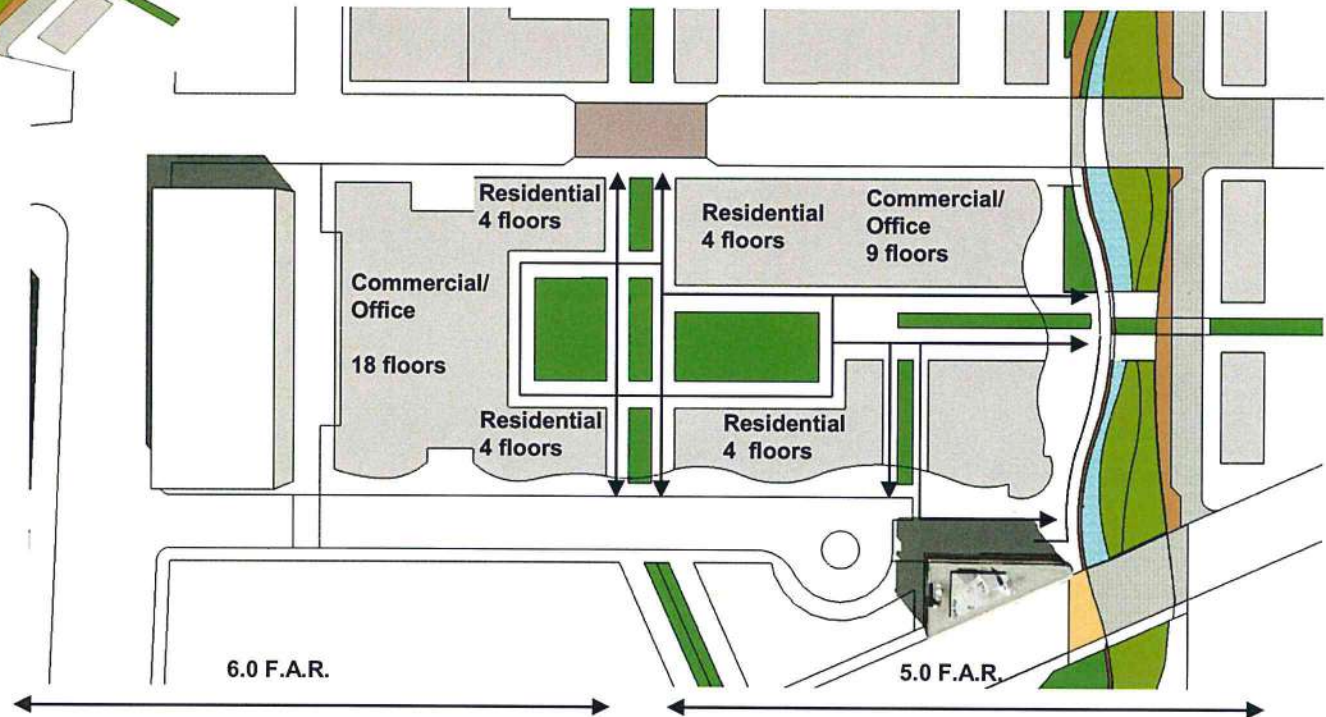 Residential
4 floors
Residential
4 floors
Commercial/
Office
9 floors
Commercial/
Office
18 floors
Residential
4 floors
Residential
4 floors
6.0 F.A.R.
5.0 F.A.R.